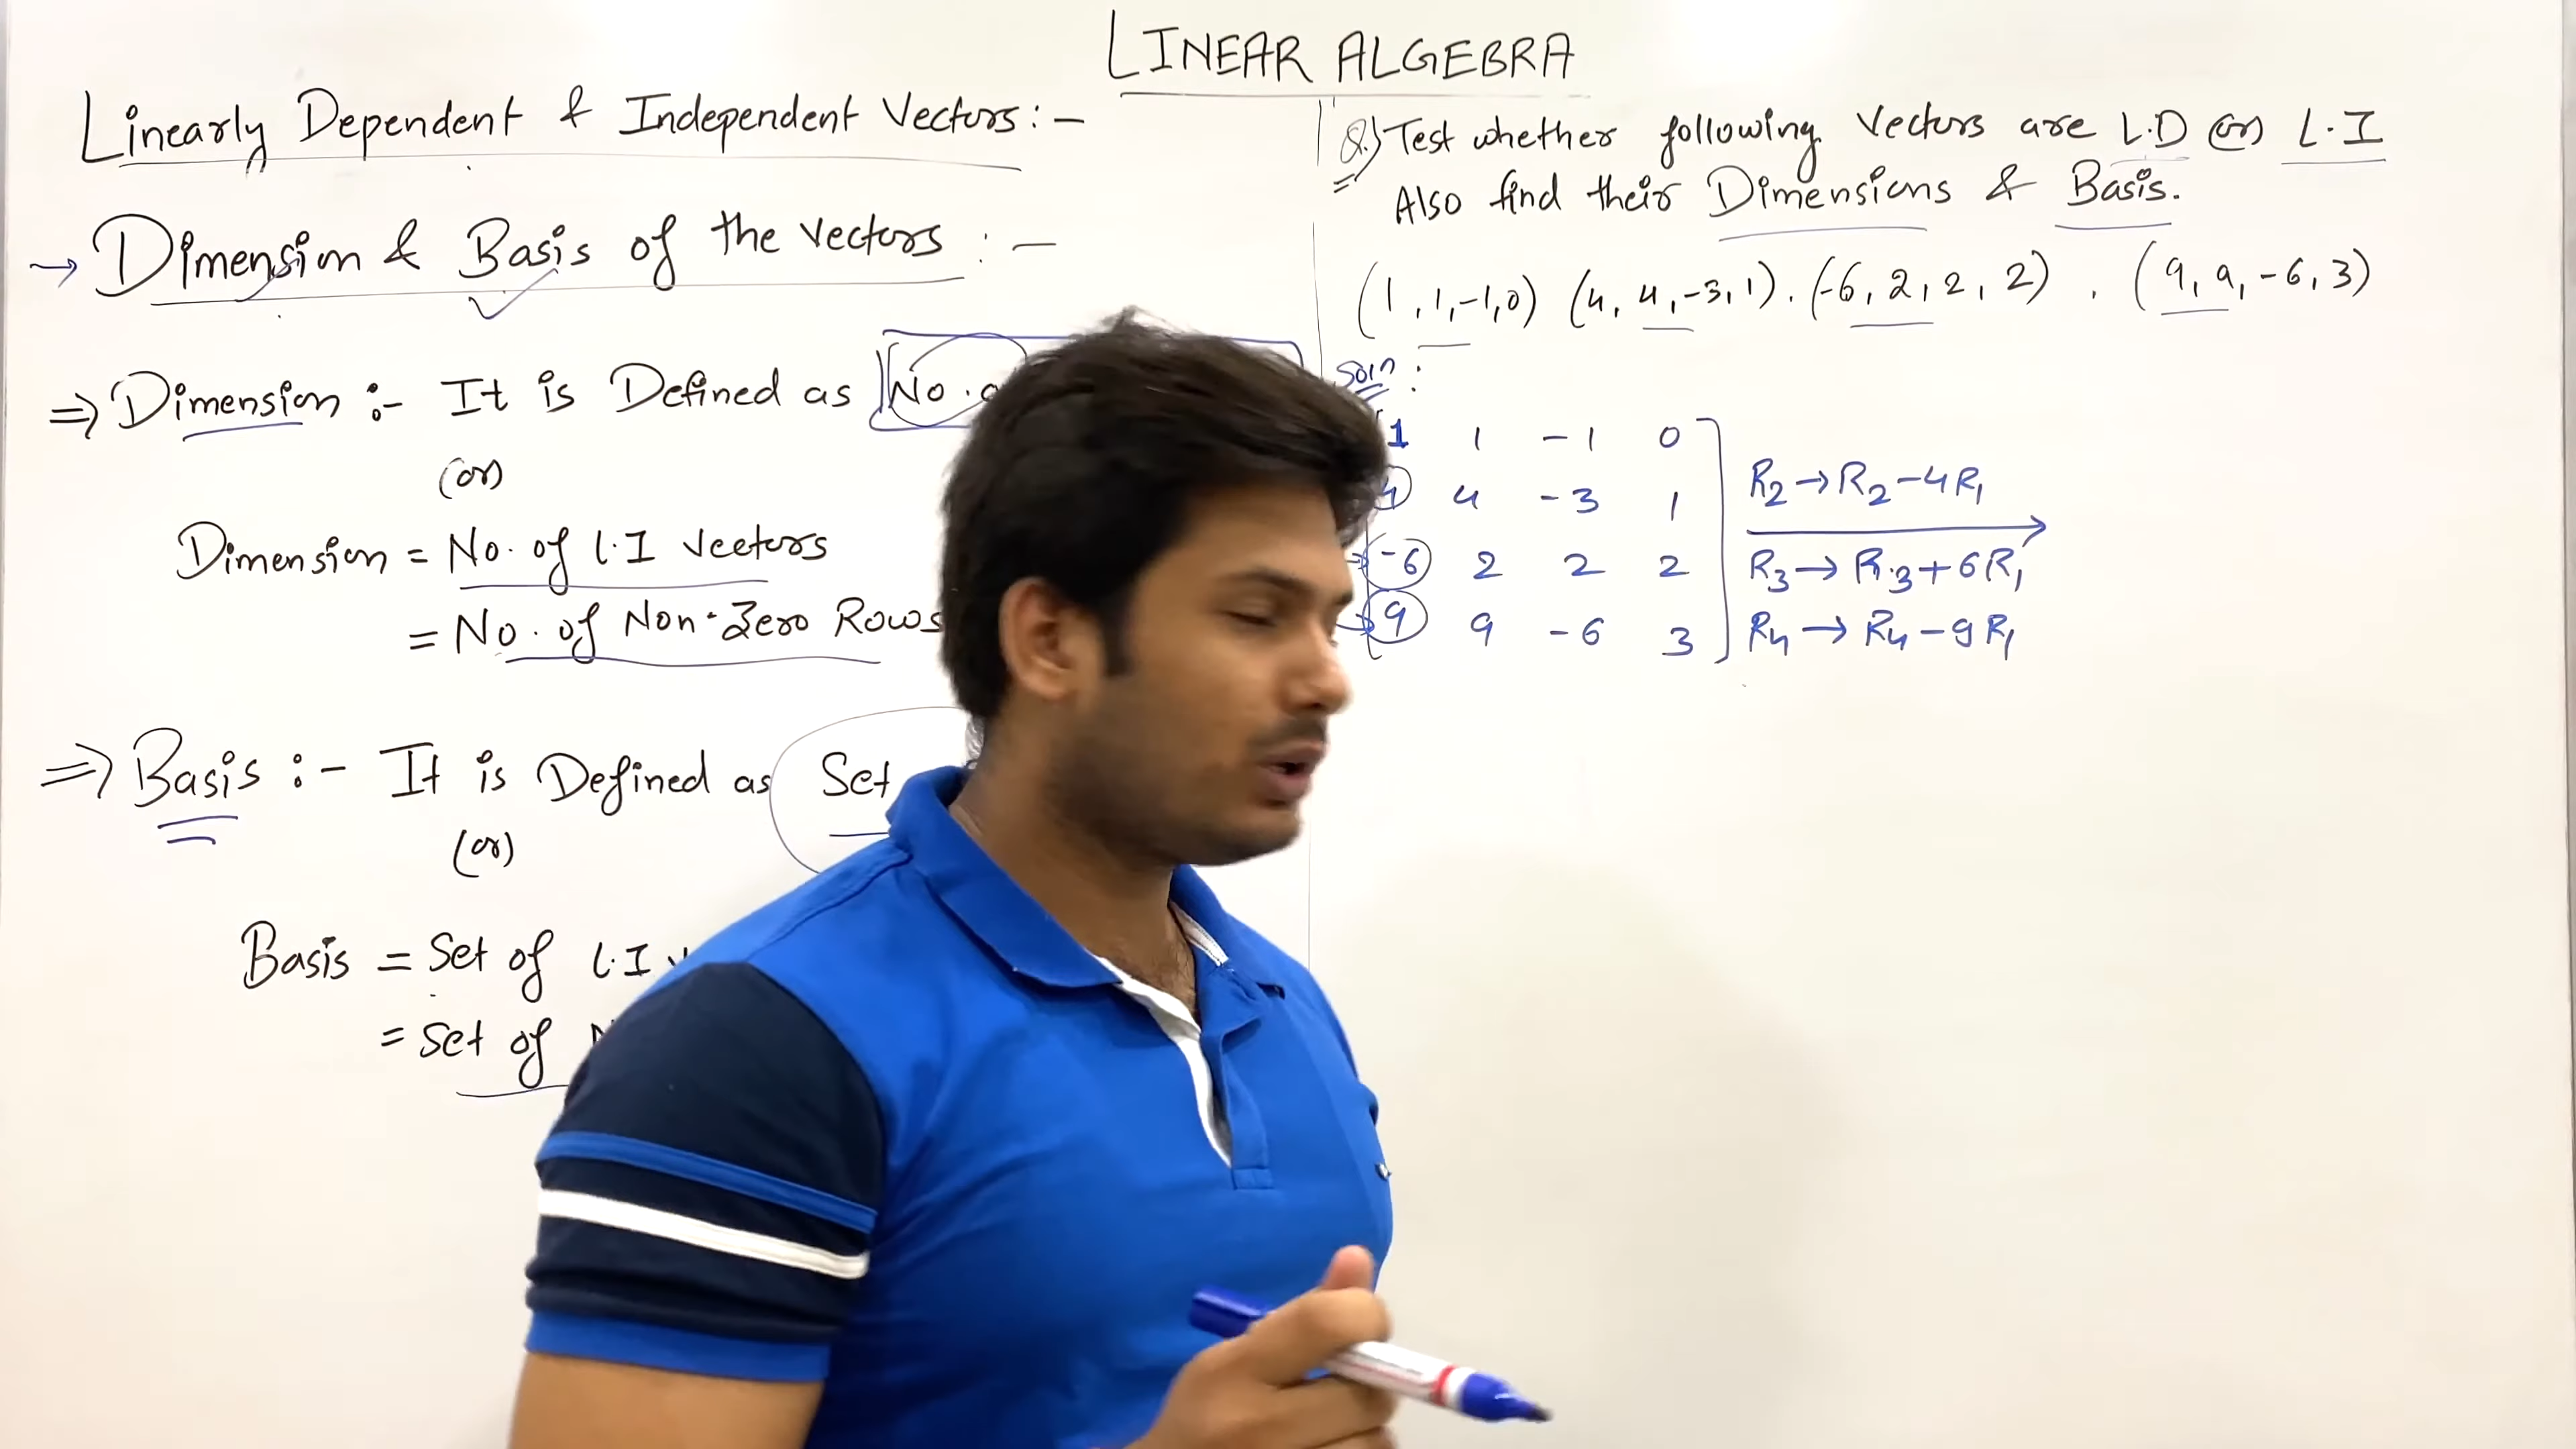 LINEAR ALGEBRA
Linearly Dependent & Independent Vectors :-
→ Dimension & Basis of the vectors :-
⇒ Dimension :- It is Defined as No.
(or)
Dimension = No. of L.I Vectors
= No. of Non-Zero Rows
⇒ Basis :- It is Defined as Set
(or)
Basis = Set of L.I
= Set of
Q.) Test whether following Vectors are L.D (or) L.I
Also find their Dimensions & Basis.
(1,1,-1,0) (4,4,-3,1). (-6,2,2,2). (9,9,-6,3)
Soln :
1 1 -1 0
4 4 -3 1
-6 2 2 2
9 9 -6 3
R2 → R2 - 4R1
R3 → R3 + 6R1
R4 → R4 - 9R1